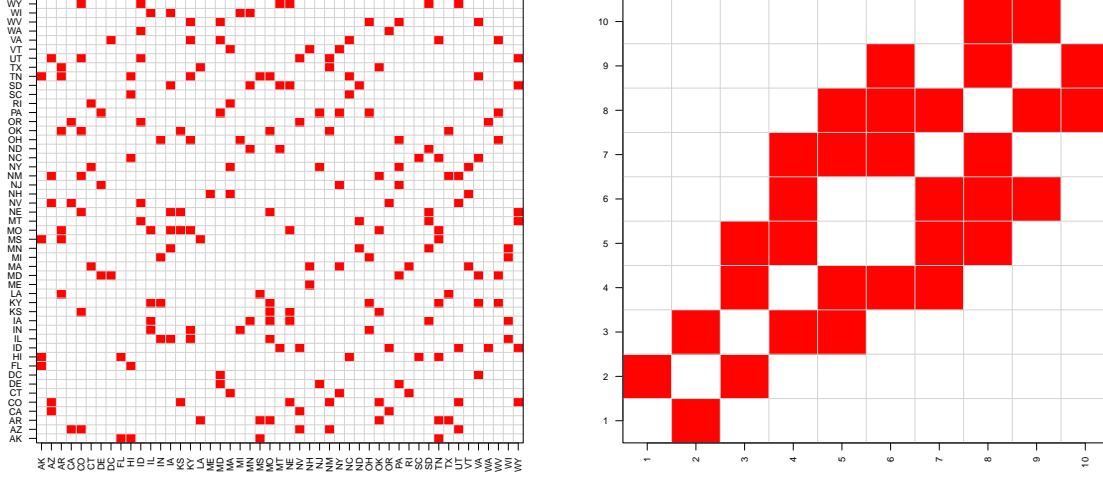 WY
WI
WV
WA
VA
VT
UT
TX
TN
SD
SC
RI
PA
OR
OK
OH
ND
NC
NY
NM
NJ
NH
NV
NE
MT
MO
MS
MN
MI
MA
MD
ME
LA
KY
KS
IA
IN
IL
ID
HI
FL
DC
DE
CT
CO
CA
AR
AZ
AK
AK AZ AR CA CO CT DE DC FL HI ID IL IN IA KS KY LA ME MD MA MI MN MS MO MT NE NV NH NJ NM NY NC ND OH OK OR PA RI SC SD TN TX UT VT VA WA WV WI WY
10
9
8
7
6
5
4
3
2
1
1 2 3 4 5 6 7 8 9 10